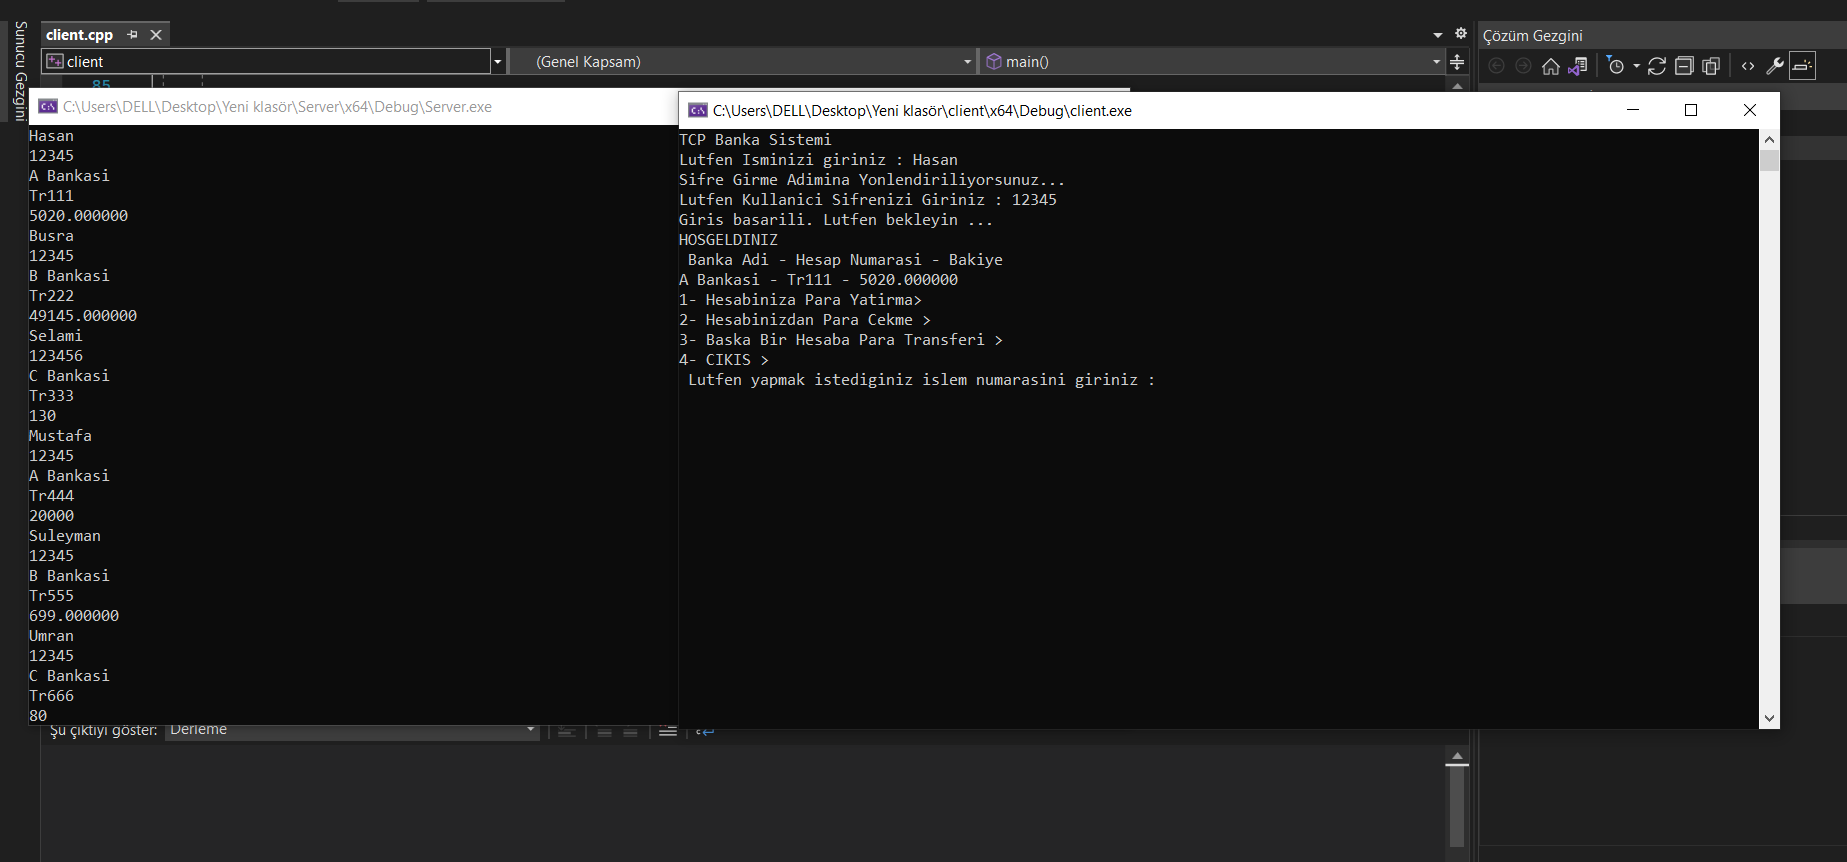 Sunucu Gezgini
client.cpp
client
(Genel Kapsam)
main()
85
Çözüm Gezgini
C:\Users\DELL\Desktop\Yeni klasör\Server\x64\Debug\Server.exe
Hasan
12345
A Bankasi
Tr111
5020.000000
Busra
12345
B Bankasi
Tr222
49145.000000
Selami
123456
C Bankasi
Tr333
130
Mustafa
12345
A Bankasi
Tr444
20000
Suleyman
12345
B Bankasi
Tr555
699.000000
Umran
12345
C Bankasi
Tr666
80
C:\Users\DELL\Desktop\Yeni klasör\client\x64\Debug\client.exe
TCP Banka Sistemi
Lutfen Isminizi giriniz : Hasan
Sifre Girme Adimina Yonlendiriliyorsunuz...
Lutfen Kullanici Sifrenizi Giriniz : 12345
Giris basarili. Lutfen bekleyin ...
HOSGELDINIZ
Banka Adi - Hesap Numarasi - Bakiye
A Bankasi - Tr111 - 5020.000000
1- Hesabiniza Para Yatirma>
2- Hesabinizdan Para Cekme >
3- Baska Bir Hesaba Para Transferi >
4- CIKIS >
Lutfen yapmak istediginiz islem numarasini giriniz :
Şu çıktıyı göster: Derleme